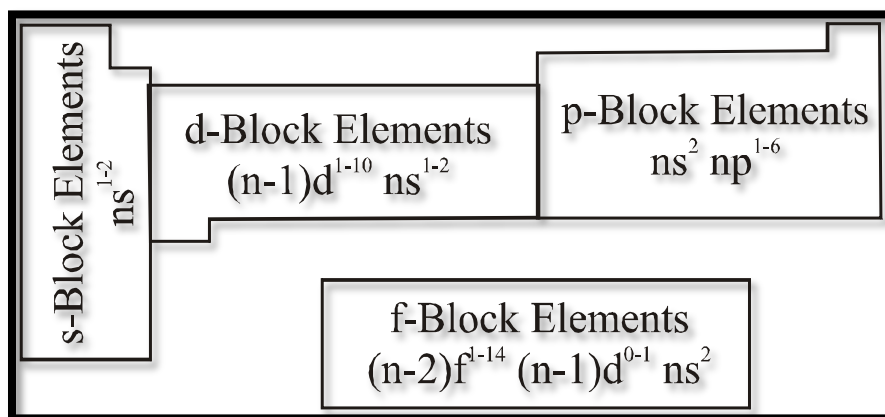 s-Block Elements
ns¹⁻²
d-Block Elements
(n-1)d¹⁻¹⁰ ns¹⁻²
p-Block Elements
ns² np¹⁻⁶
f-Block Elements
(n-2)f¹⁻¹⁴ (n-1)d⁰⁻¹ ns²